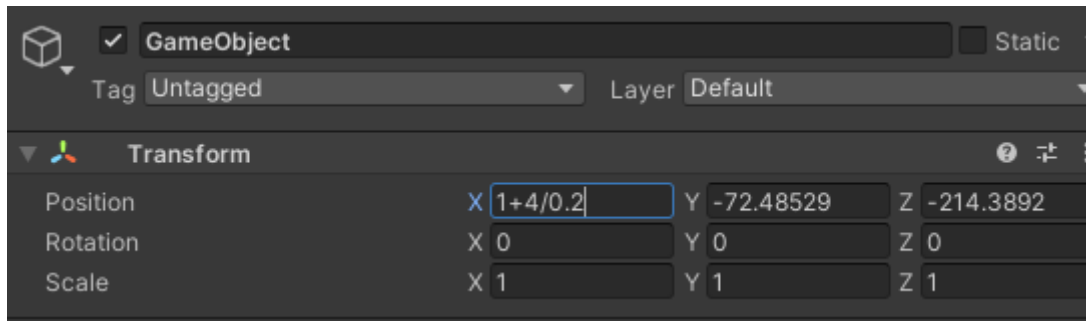 GameObject Static
Tag Untagged Layer Default
Transform
Position X 1+4/0.2 Y -72.48529 Z -214.3892
Rotation X 0 Y 0 Z 0
Scale X 1 Y 1 Z 1